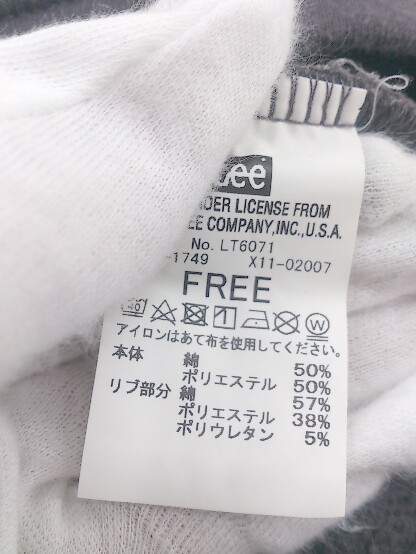 Lee
UNDER LICENSE FROM
LEE COMPANY,INC.,U.S.A.
No. LT6071
-1749 X11-02007
FREE
40 W
アイロンはあて布を使用してください。
本体 綿 50%
ポリエステル 50%
リブ部分 綿 57%
ポリエステル 38%
ポリウレタン 5%